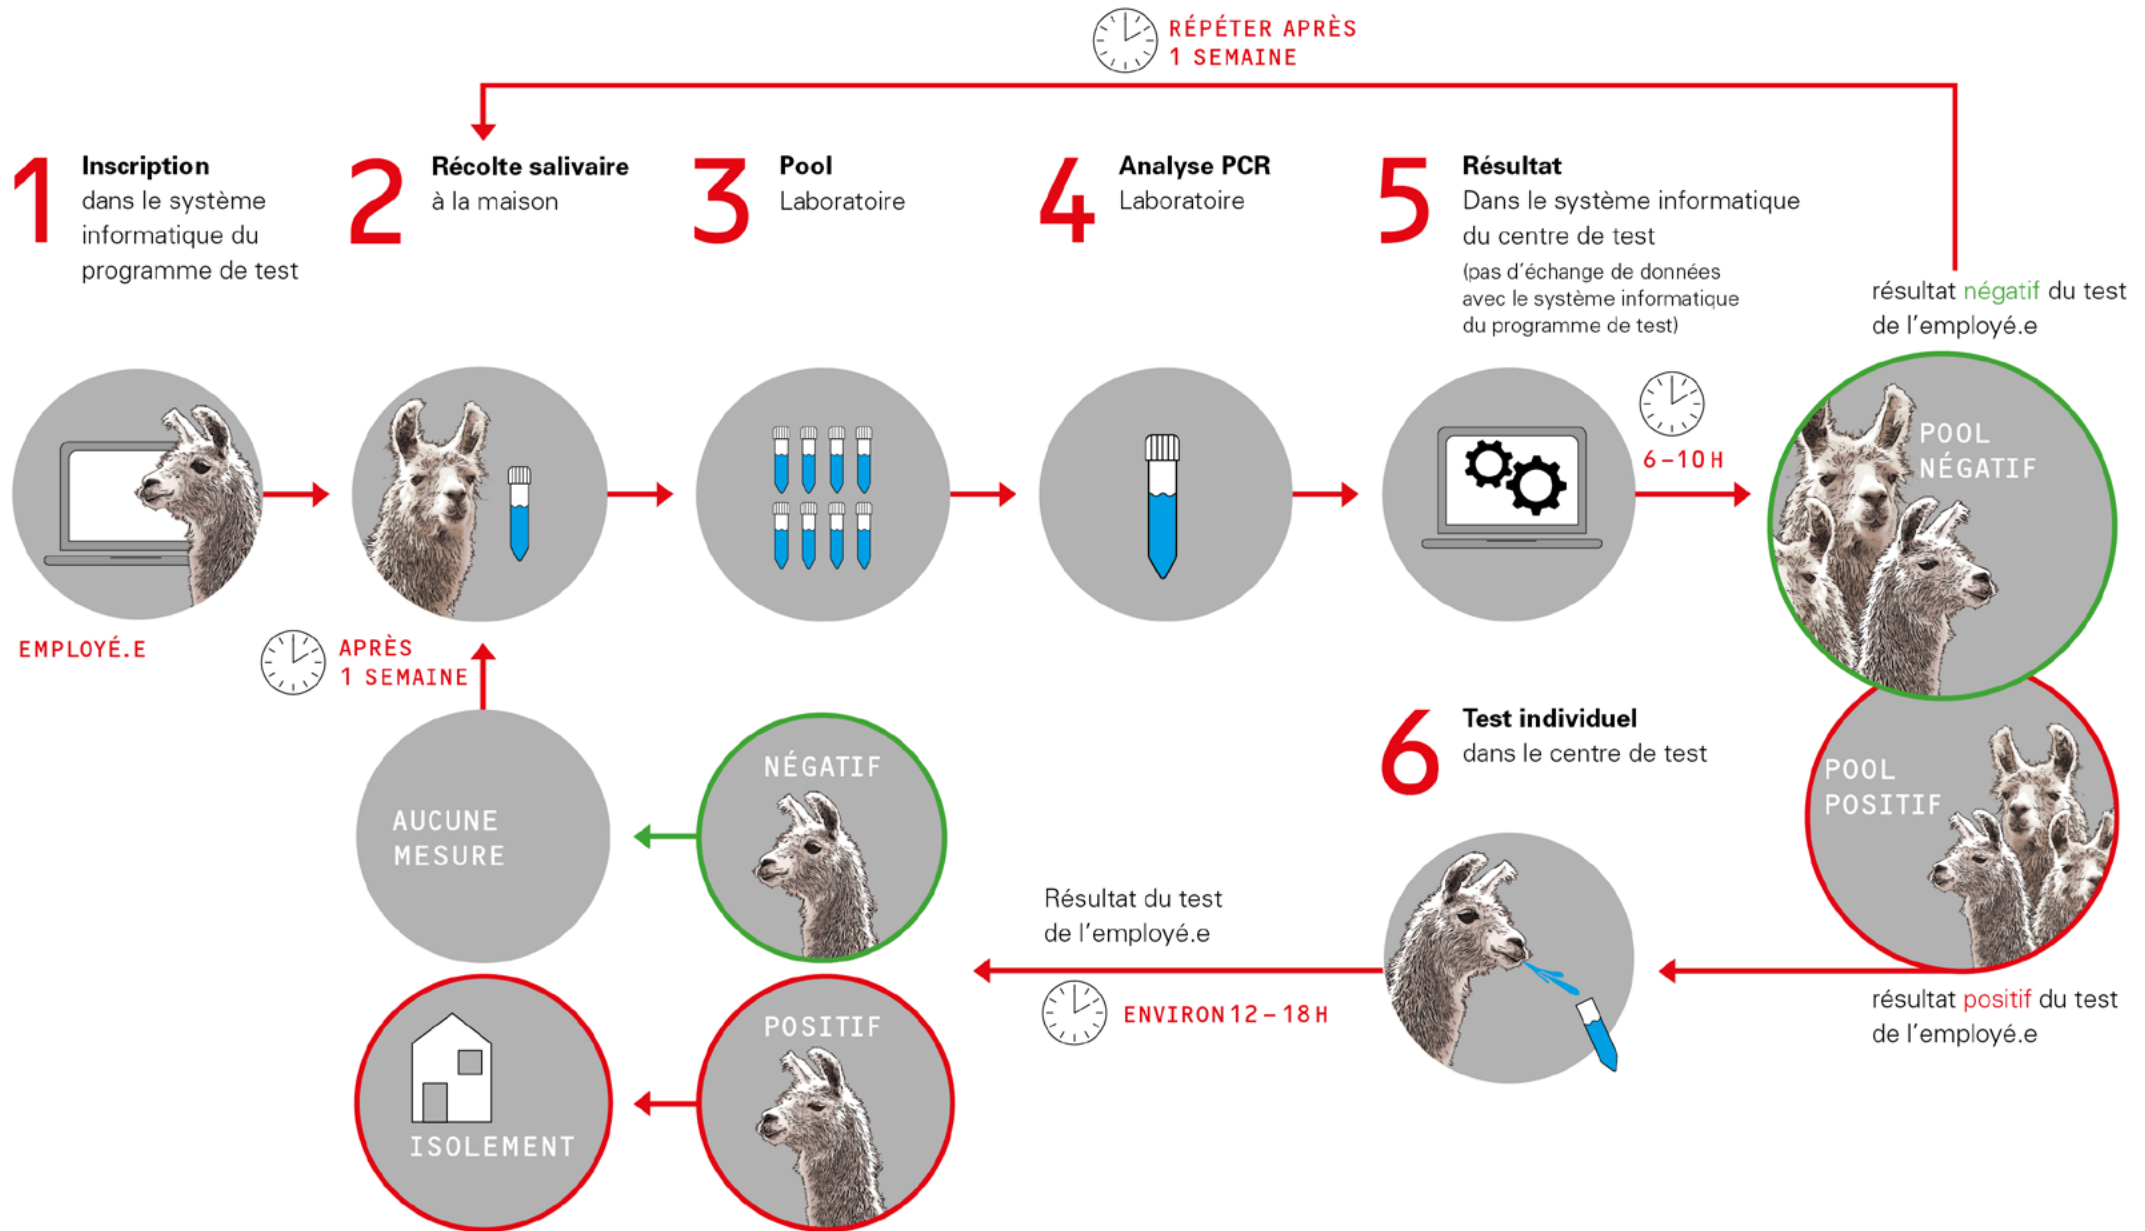 RÉPÉTER APRÈS
1 SEMAINE
1
Inscription
dans le système
informatique du
programme de test
2
Récolte salivaire
à la maison
3
Pool
Laboratoire
4
Analyse PCR
Laboratoire
5
Résultat
Dans le système informatique
du centre de test
(pas d'échange de données
avec le système informatique
du programme de test)
résultat négatif du test
de l'employé.e
6–10 H
POOL
NÉGATIF
EMPLOYÉ.E
APRÈS
1 SEMAINE
6
Test individuel
dans le centre de test
POOL
POSITIF
NÉGATIF
AUCUNE
MESURE
Résultat du test
de l'employé.e
ENVIRON 12–18 H
résultat positif du test
de l'employé.e
POSITIF
ISOLEMENT